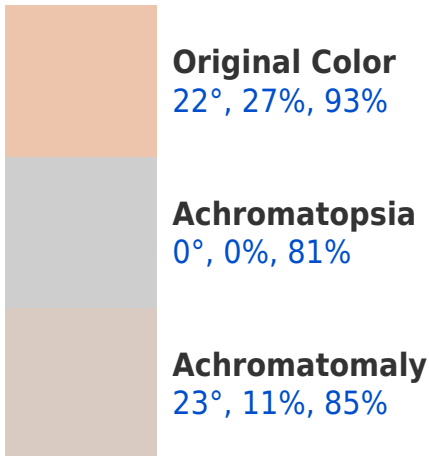 Original Color
22°, 27%, 93%
Achromatopsia
0°, 0%, 81%
Achromatomaly
23°, 11%, 85%